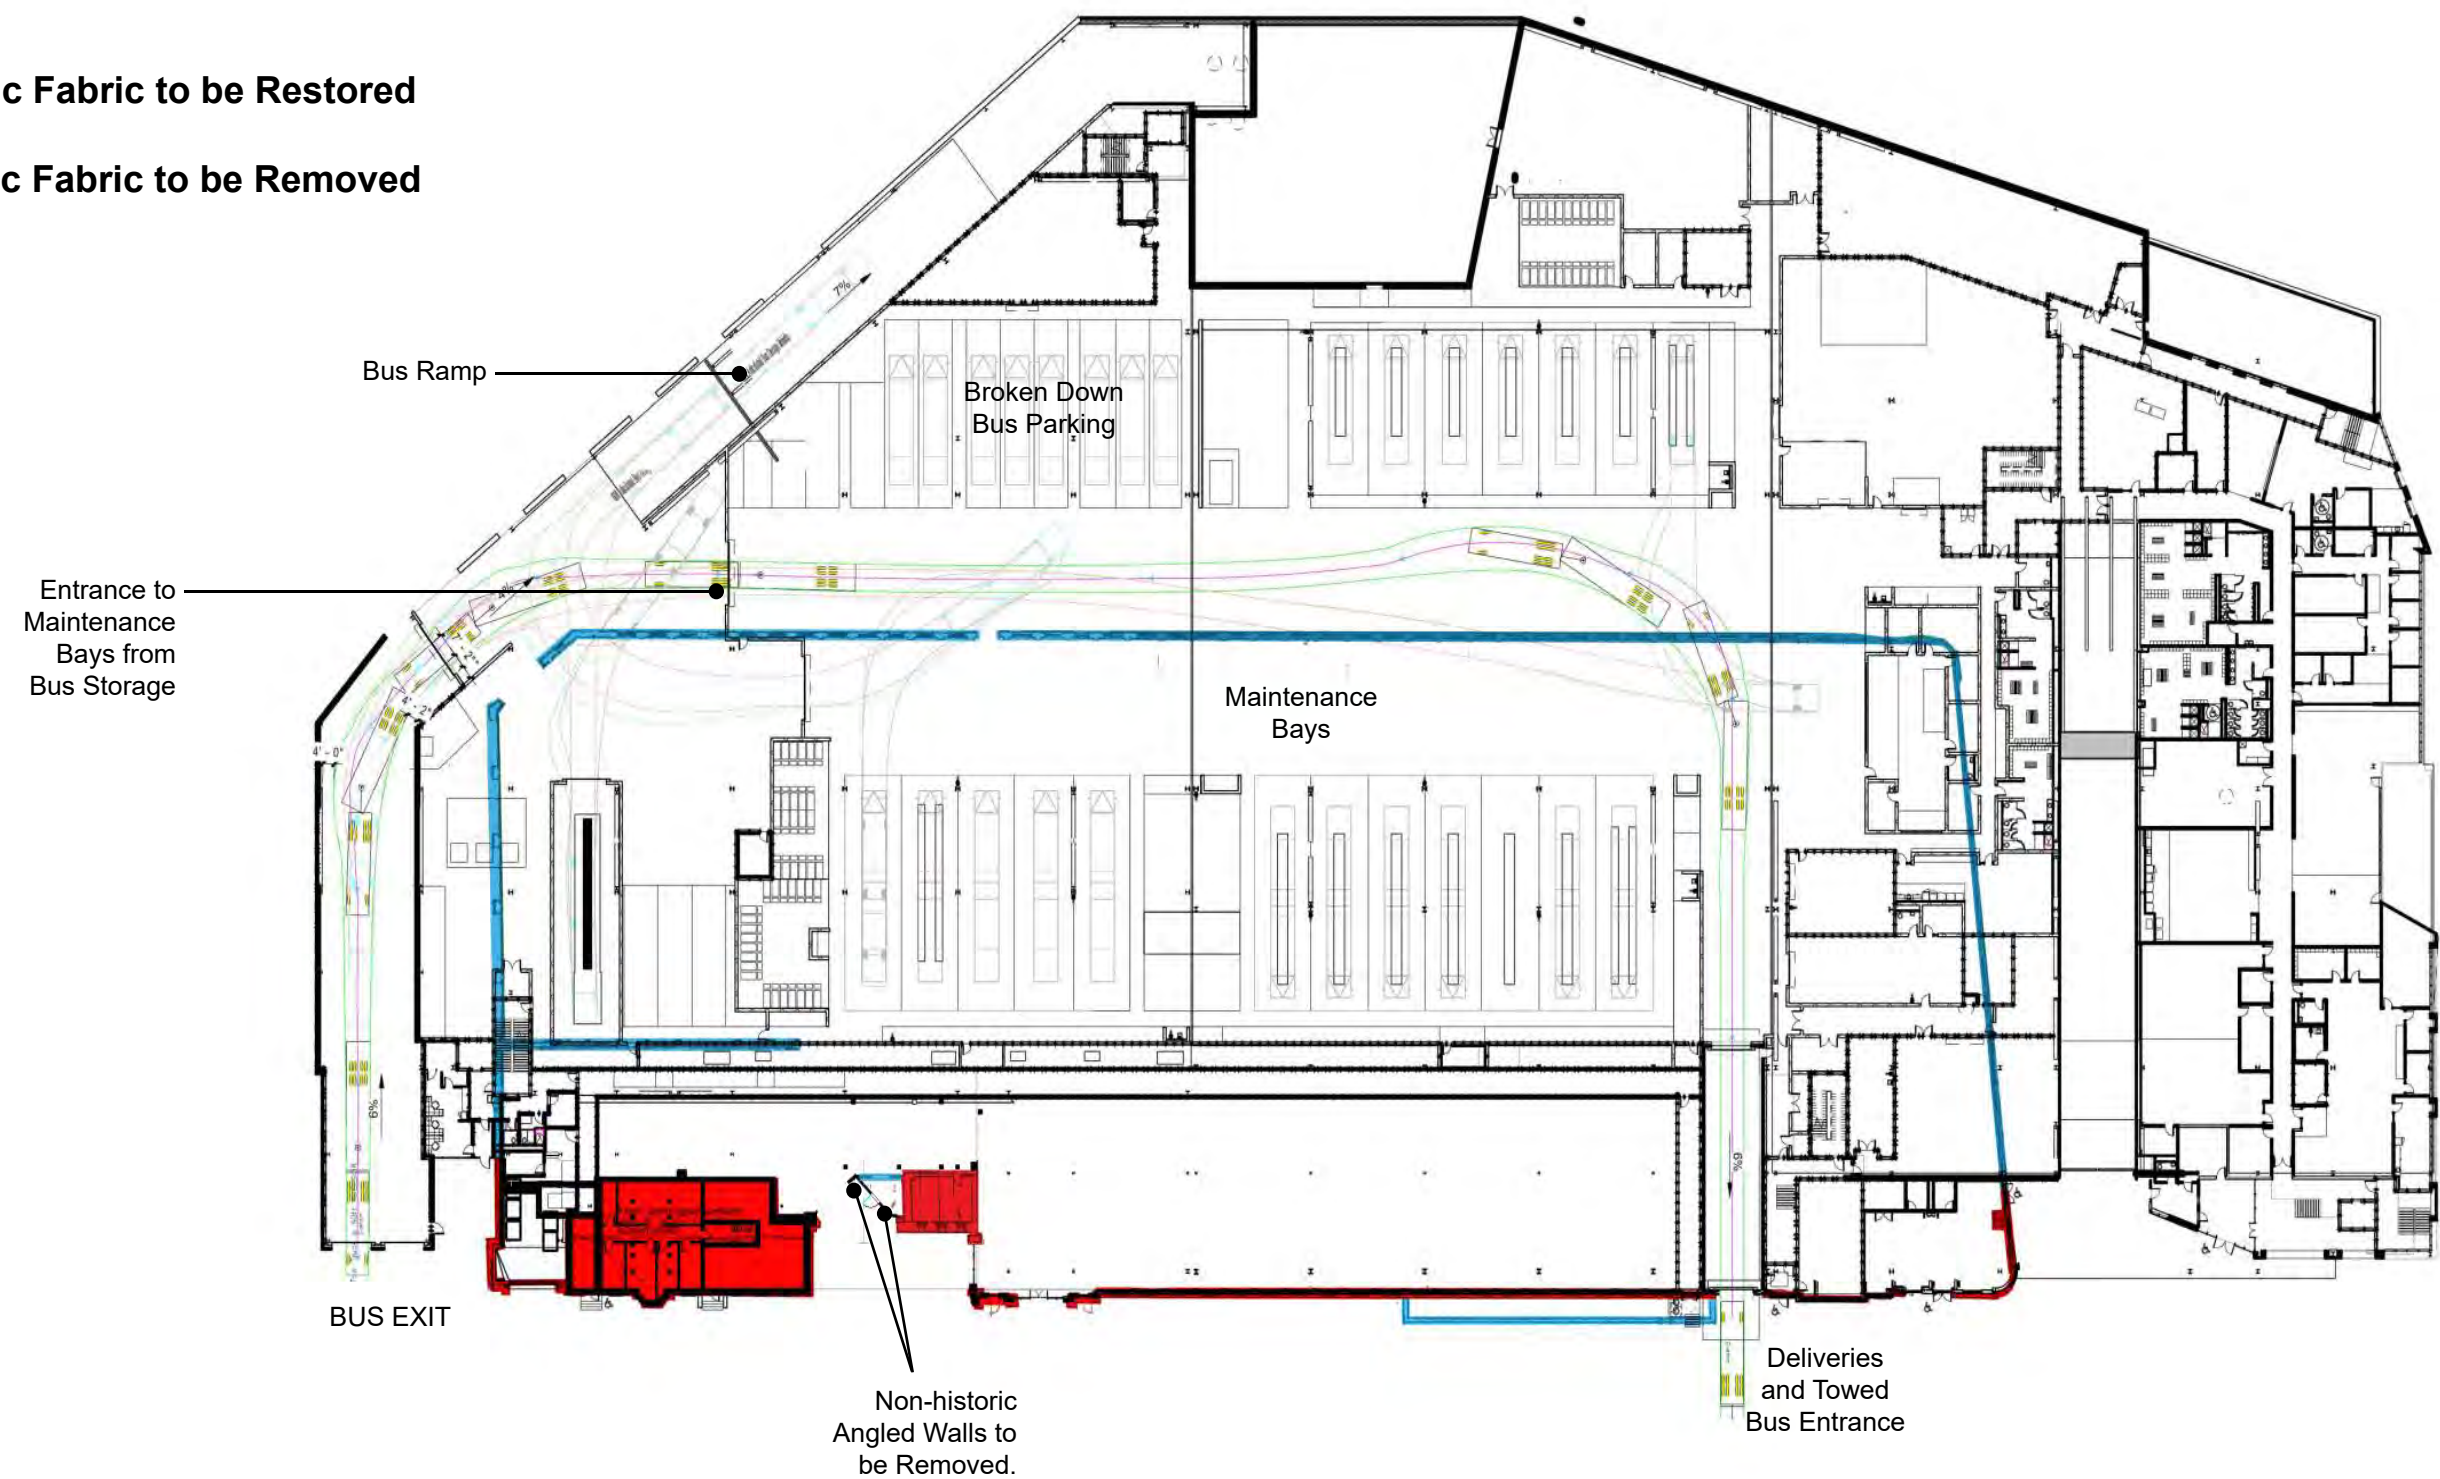 c Fabric to be Restored
c Fabric to be Removed
7%
Bus Ramp
Broken Down
Bus Parking
Entrance to
Maintenance
Bays from
Bus Storage
4%
Maintenance
Bays
4' - 0"
6%
6%
BUS EXIT
Non-historic
Angled Walls to
be Removed.
Deliveries
and Towed
Bus Entrance